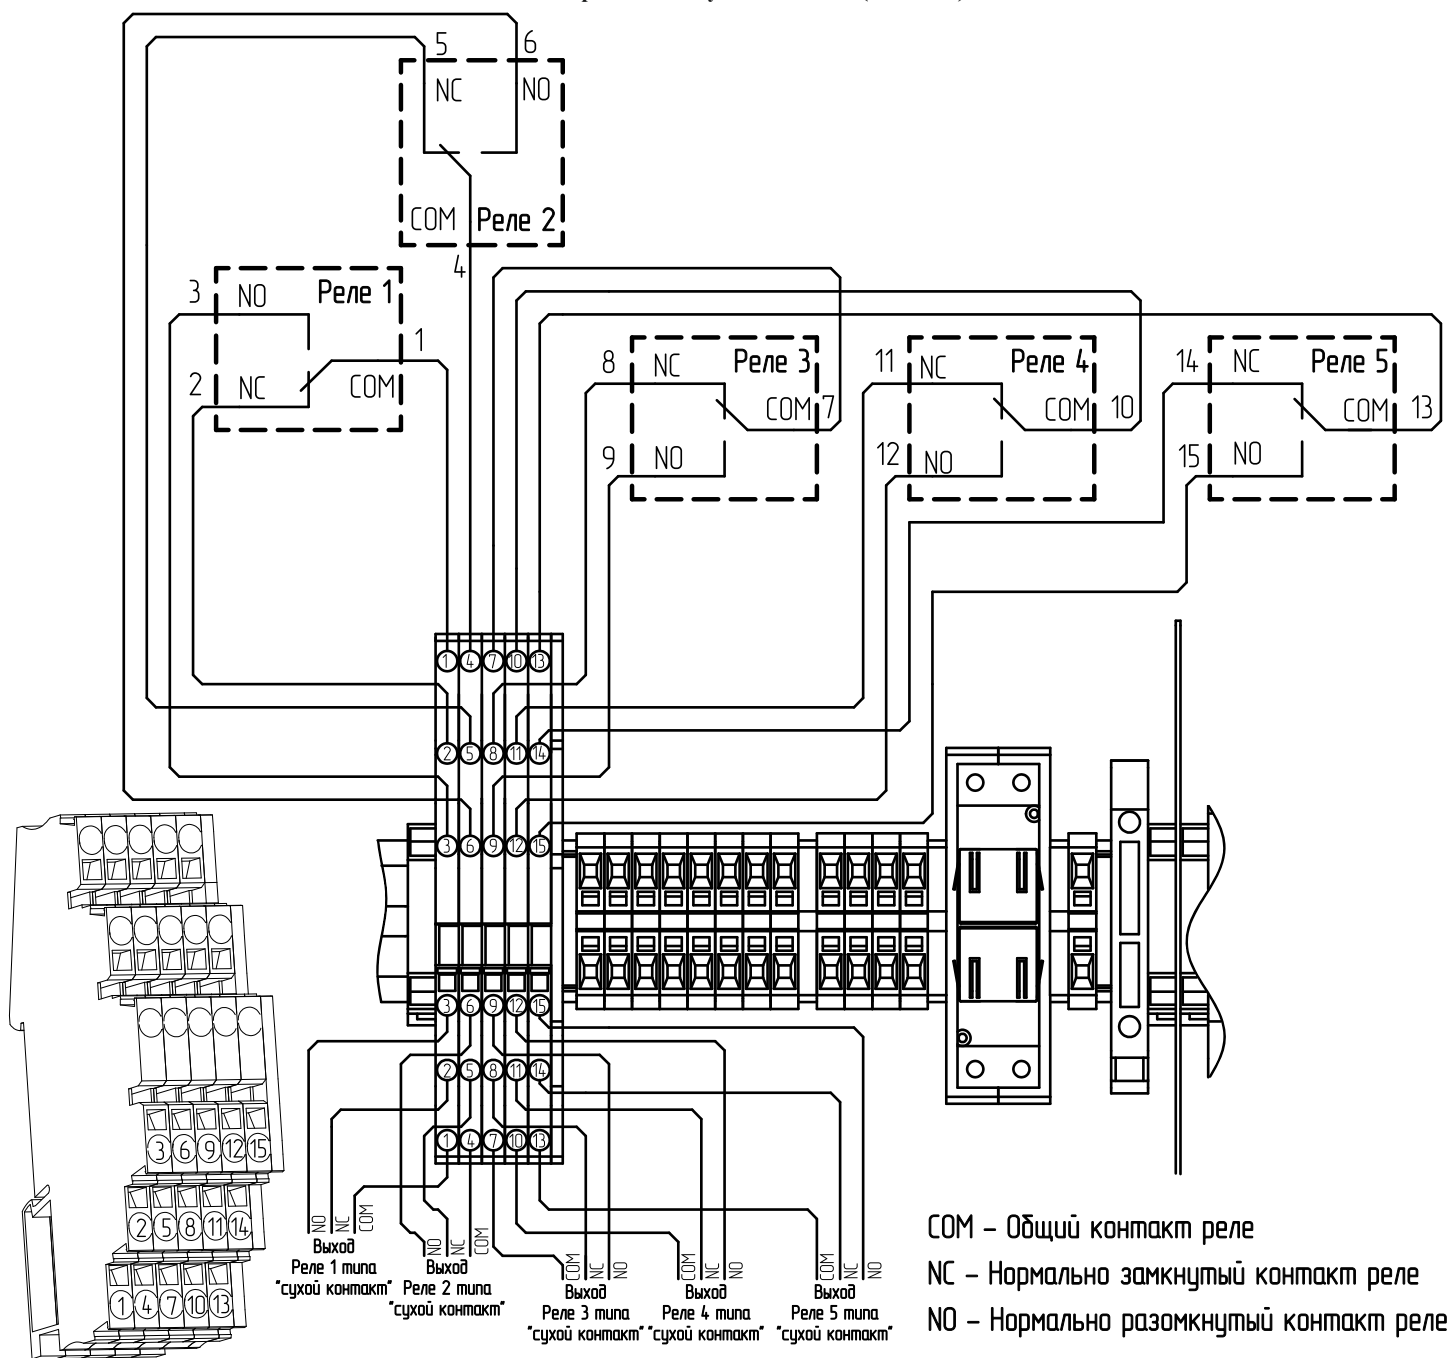 5 6
NC NO
COM Реле 2
4
3 NO Реле 1
1
2 NC COM
8 NC Реле 3
COM 7
9 NO
11 NC Реле 4
COM 10
12 NO
14 NC Реле 5
COM 13
15 NO
1 4 7 10 13
2 5 8 11 14
3 6 9 12 15
3 6 9 12 15
2 5 8 11 14
1 4 7 10 13
3 6 9 12 15
2 5 8 11 14
1 4 7 10 13
NO NC COM
Выход
Реле 1 типа
"сухой контакт"
NO NC COM
Выход
Реле 2 типа
"сухой контакт"
COM NC NO
Выход
Реле 3 типа
"сухой контакт"
COM NC NO
Выход
Реле 4 типа
"сухой контакт"
COM NC NO
Выход
Реле 5 типа
"сухой контакт"
COM – Общий контакт реле
NC – Нормально замкнутый контакт реле
NO – Нормально разомкнутый контакт реле